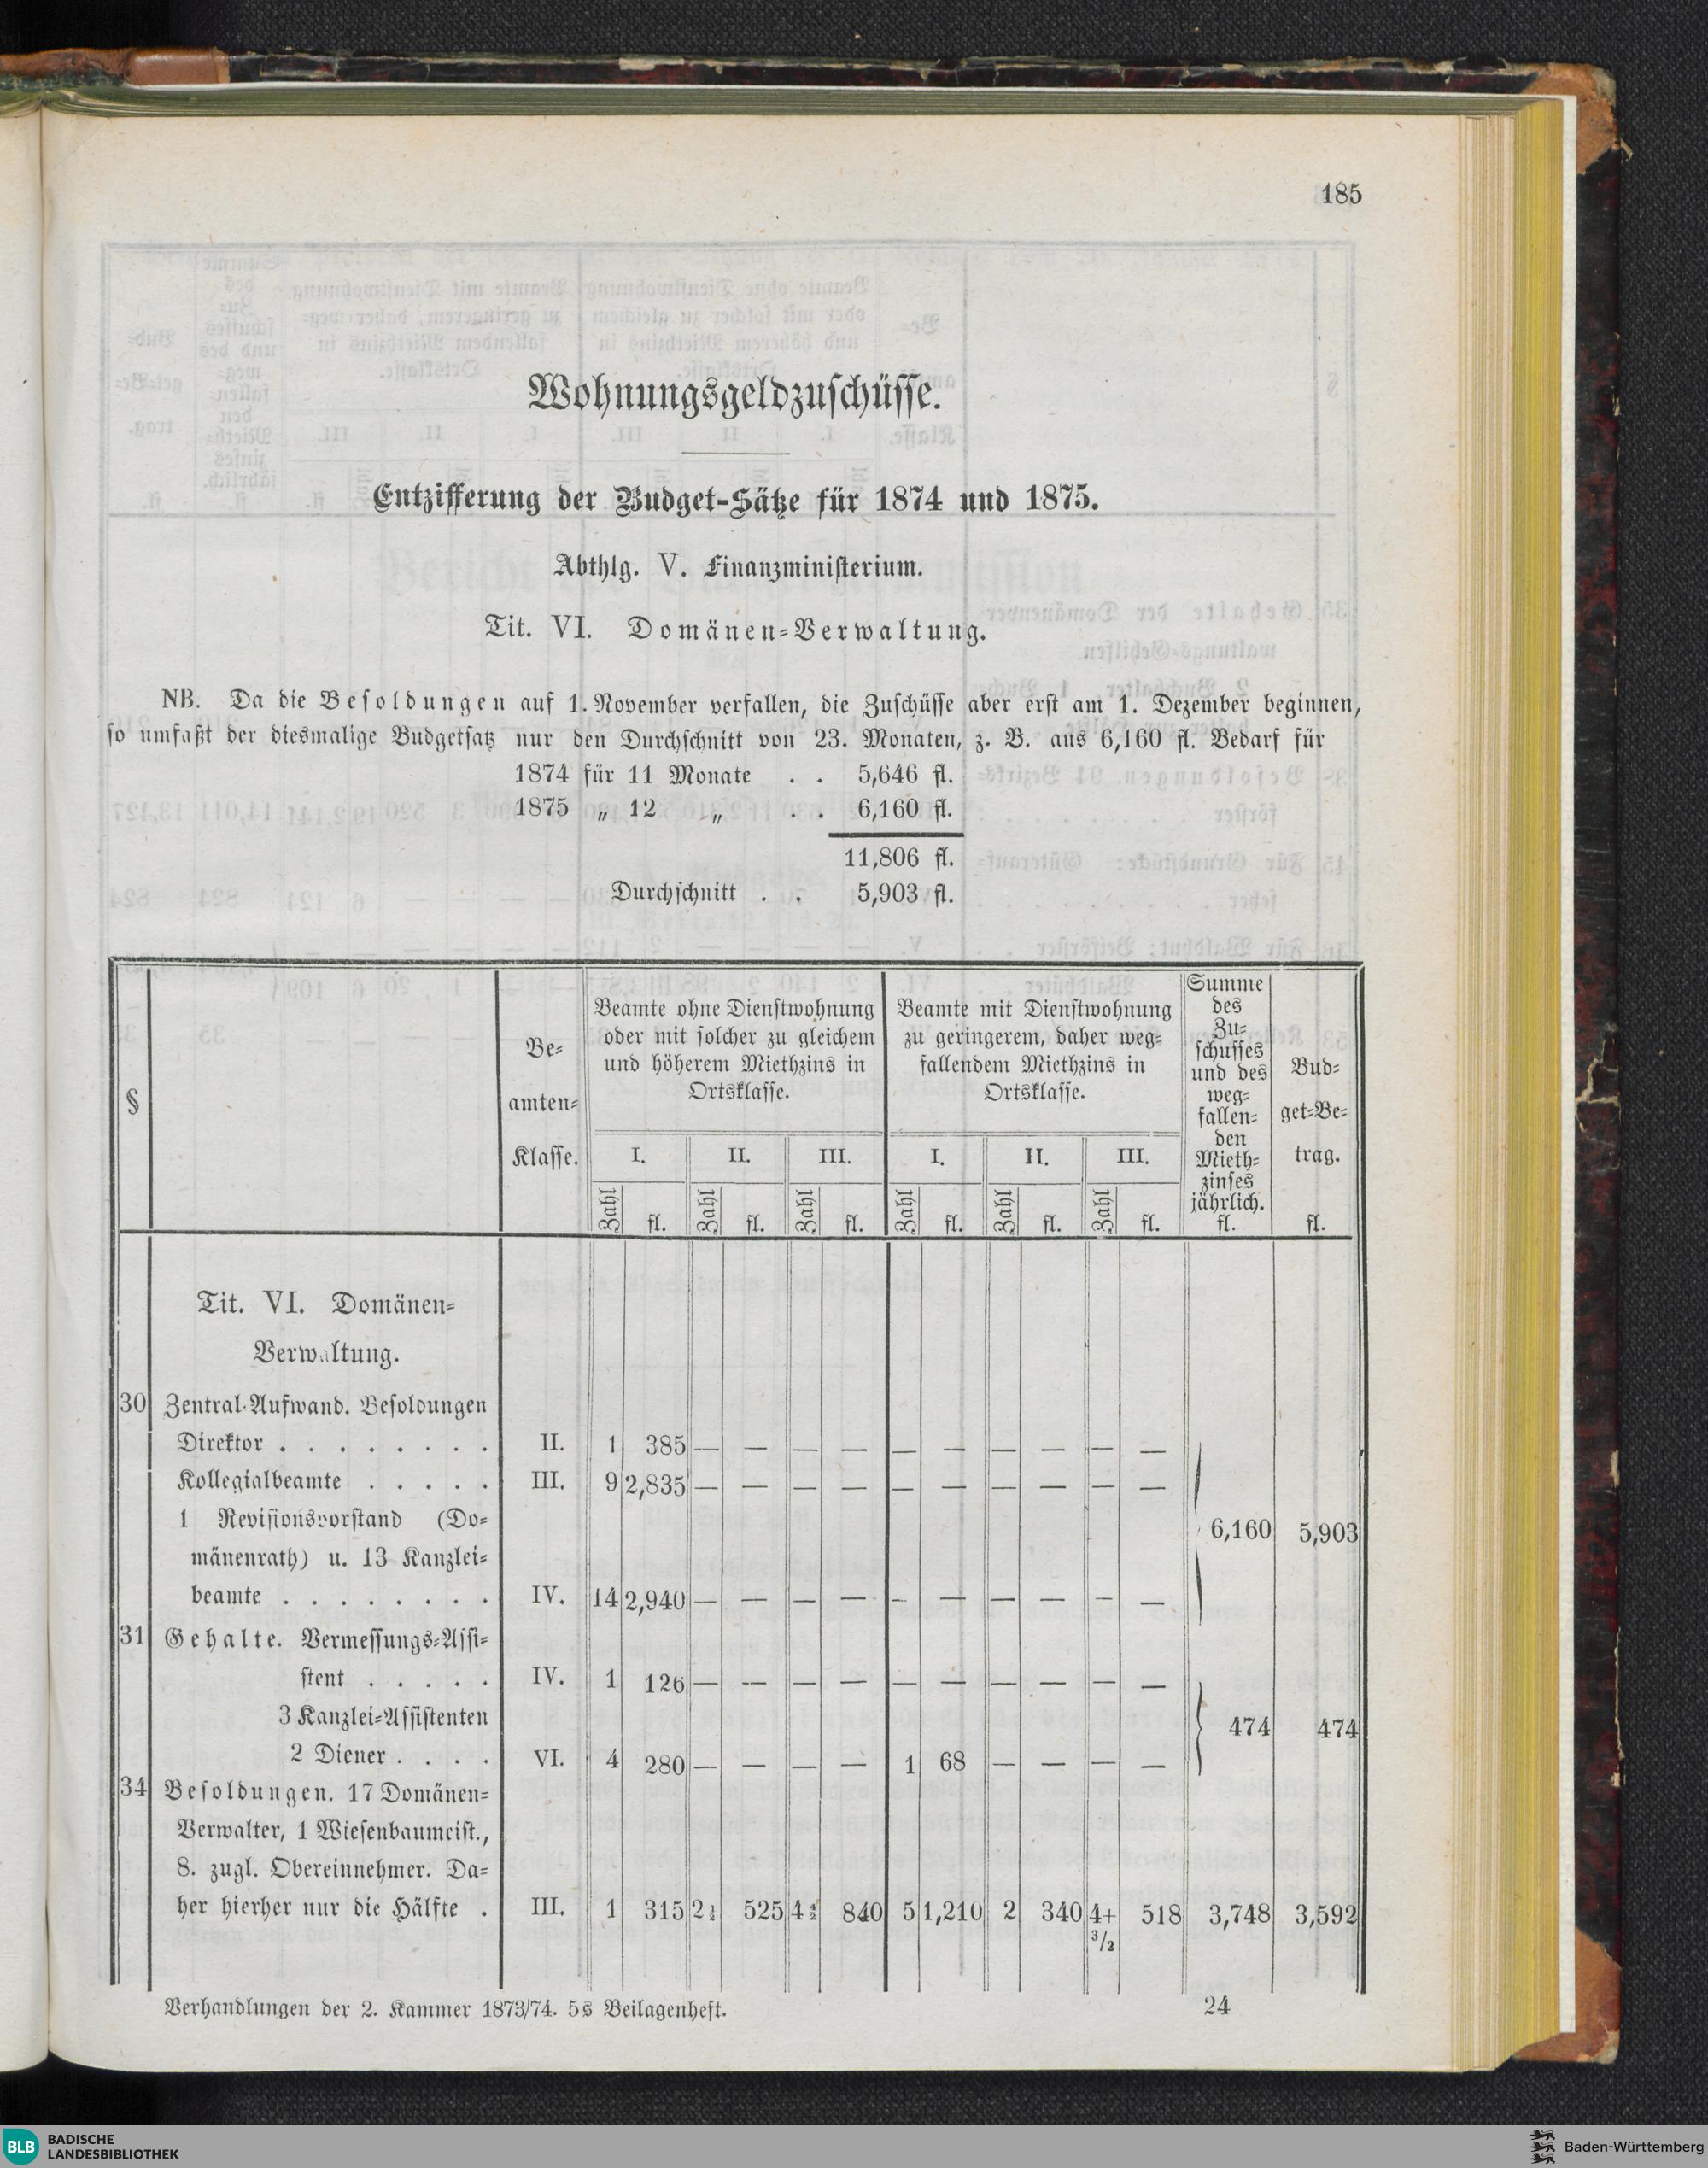 185
Wohnungsgeldzuschüsse.
Entzifferung der Budget-Sätze für 1874 und 1875.
Abthlg. V. Finanzministerium.
Tit. VI. Domänen=Verwaltung.
NB. Da die Besoldungen auf 1. November verfallen, die Zuschüsse aber erst am 1. Dezember beginnen,
so umfaßt der diesmalige Budgetsatz nur den Durchschnitt von 23. Monaten, z. B. aus 6,160 fl. Bedarf für
1874 für 11 Monate . . 5,646 fl.
1875 „ 12 „ . . 6,160 fl.
11,806 fl.
Durchschnitt . . 5,903 fl.
§
Be=
amten=
Klasse.
Beamte ohne Dienstwohnung
oder mit solcher zu gleichem
und höherem Miethzins in
Ortsklasse.
I. II. III.
Zahl fl. Zahl fl. Zahl fl.
Beamte mit Dienstwohnung
zu geringerem, daher weg=
fallendem Miethzins in
Ortsklasse.
I. II. III.
Zahl fl. Zahl fl. Zahl fl.
Summe
des
Zu=
schusses
und des
weg=
fallen=
den
Mieth=
zinses
jährlich.
fl.
Bud=
get=Be=
trag.
fl.
Tit. VI. Domänen=
Verwaltung.
30 Zentral-Aufwand. Besoldungen
Direktor . . . . . . . . II. 1 385 — — — — — — — — — —
Kollegialbeamte . . . . . III. 9 2,835 — — — — — — — — — —
1 Revisionsvorstand (Do= 6,160 5,903
mänenrath) u. 13 Kanzlei=
beamte . . . . . . . . IV. 14 2,940 — — — — — — — — — —
31 Gehalte. Vermessungs=Assi=
stent . . . . . IV. 1 126 — — — — — — — — — —
3 Kanzlei=Assistenten 474 474
2 Diener . . . . VI. 4 280 — — — — 1 68 — — — —
34 Besoldungen. 17 Domänen=
Verwalter, 1 Wiesenbaumeist.,
8. zugl. Obereinnehmer. Da=
her hierher nur die Hälfte . III. 1 315 2½ 525 4½ 840 5 1,210 2 340 4+ 518 3,748 3,592
3/2
Verhandlungen der 2. Kammer 1873/74. 5s Beilagenheft. 24
BLB BADISCHE
LANDESBIBLIOTHEK
Baden-Württemberg